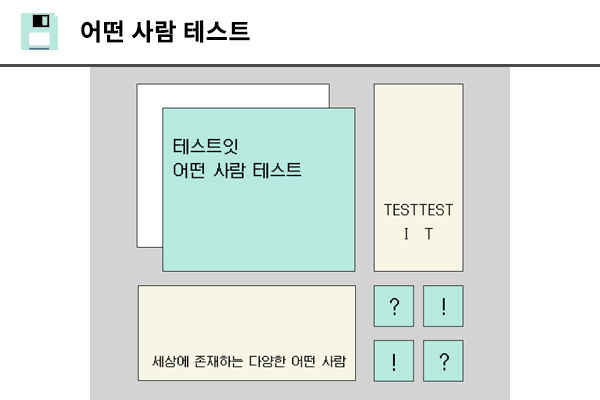 어떤 사람 테스트
테스트잇
어떤 사람 테스트
TESTTEST
I T
세상에 존재하는 다양한 어떤 사람
? !
! ?